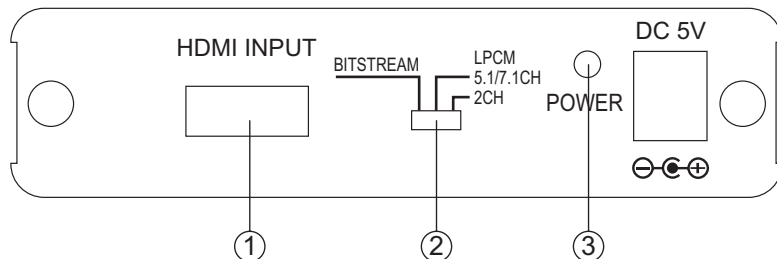 HDMI INPUT
BITSTREAM
LPCM
5.1/7.1CH
2CH
POWER
DC 5V
1
2
3